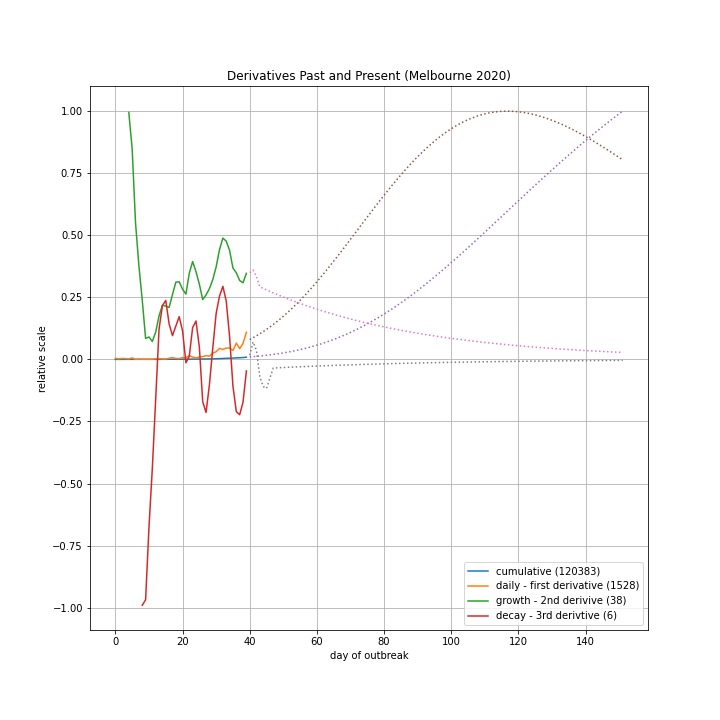 Derivatives Past and Present (Melbourne 2020)
1.00
0.75
0.50
0.25
0.00
−0.25
−0.50
−0.75
−1.00
relative scale
0 20 40 60 80 100 120 140
day of outbreak
cumulative (120383)
daily - first derivative (1528)
growth - 2nd derivive (38)
decay - 3rd derivtive (6)